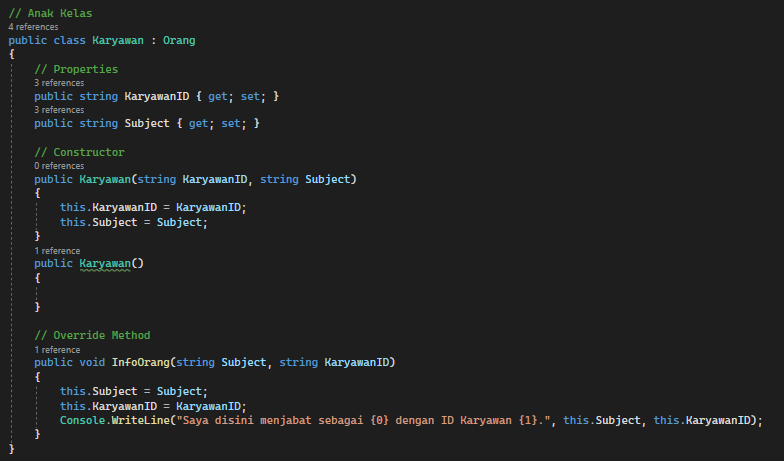 // Anak Kelas
4 references
public class Karyawan : Orang
{
// Properties
3 references
public string KaryawanID { get; set; }
3 references
public string Subject { get; set; }
// Constructor
0 references
public Karyawan(string KaryawanID, string Subject)
{
this.KaryawanID = KaryawanID;
this.Subject = Subject;
}
1 reference
public Karyawan()
{
}
// Override Method
1 reference
public void InfoOrang(string Subject, string KaryawanID)
{
this.Subject = Subject;
this.KaryawanID = KaryawanID;
Console.WriteLine("Saya disini menjabat sebagai {0} dengan ID Karyawan {1}.", this.Subject, this.KaryawanID);
}
}